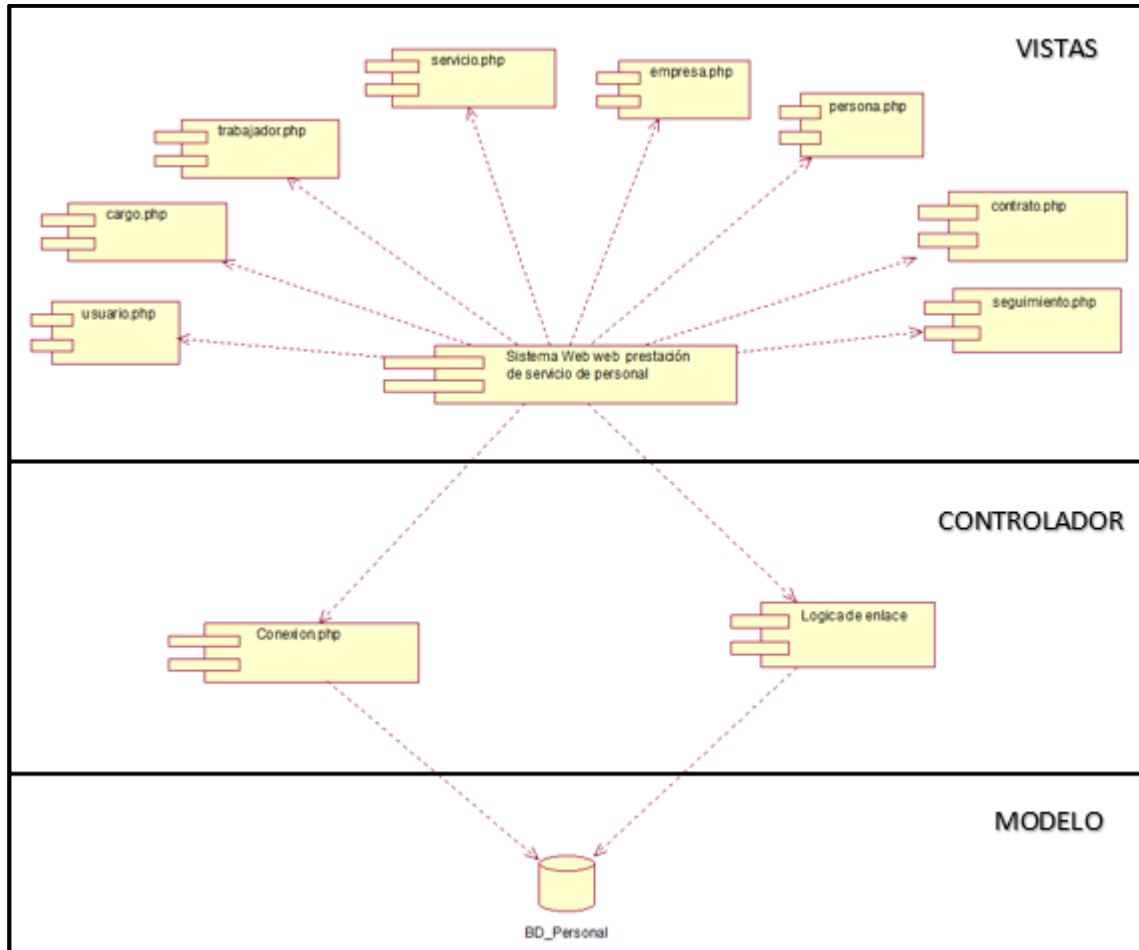 VISTAS
servicio.php
empresa.php
persona.php
trabajador.php
cargo.php
contrato.php
usuario.php
seguimiento.php
Sistema Web web prestación
de servicio de personal
CONTROLADOR
Conexion.php
Logica de enlace
MODELO
BD_Personal